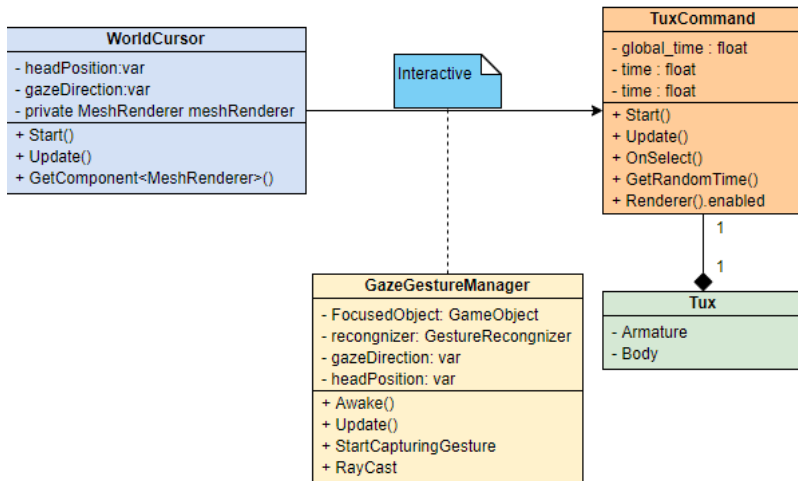 WorldCursor
- headPosition:var
- gazeDirection:var
- private MeshRenderer meshRenderer
+ Start()
+ Update()
+ GetComponent<MeshRenderer>()
Interactive
TuxCommand
- global_time : float
- time : float
- time : float
+ Start()
+ Update()
+ OnSelect()
+ GetRandomTime()
+ Renderer().enabled
1
1
GazeGestureManager
- FocusedObject: GameObject
- recongnizer: GestureRecongnizer
- gazeDirection: var
- headPosition: var
+ Awake()
+ Update()
+ StartCapturingGesture
+ RayCast
Tux
- Armature
- Body